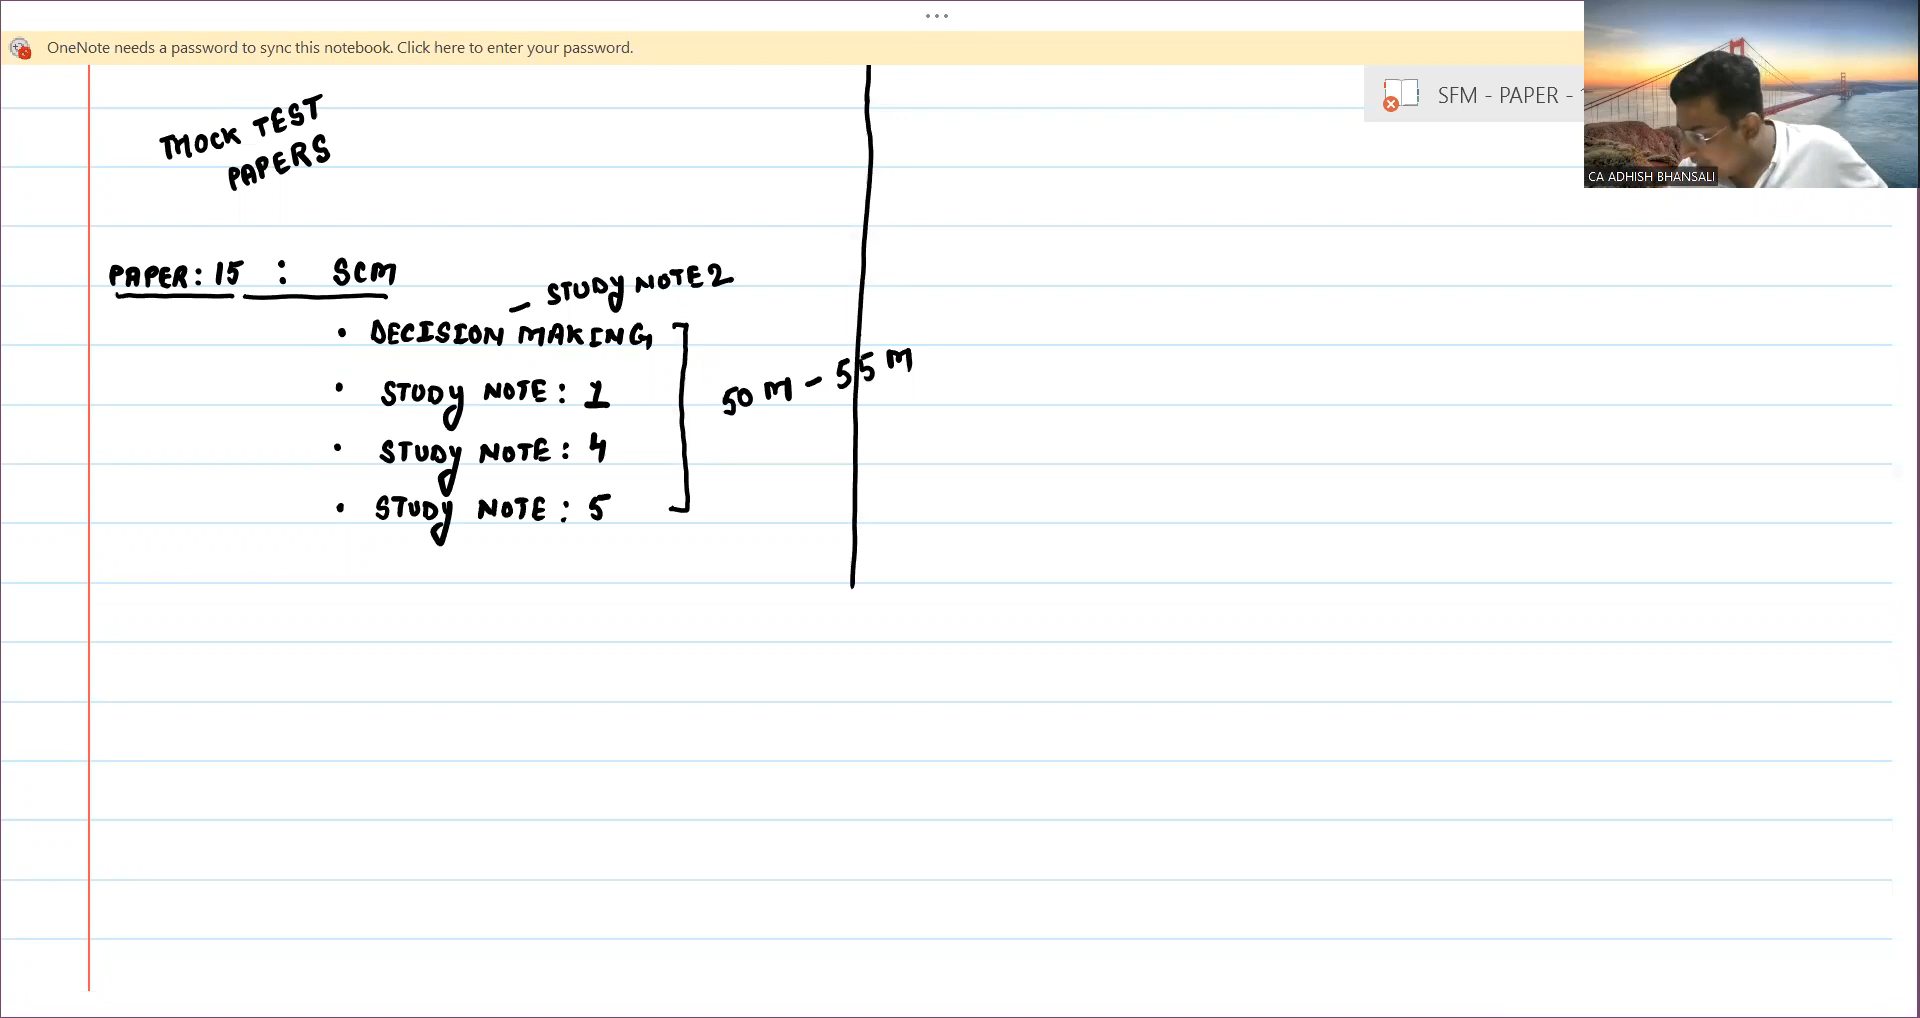 OneNote needs a password to sync this notebook. Click here to enter your password.
SFM - PAPER -
CA ADHISH BHANSALI
MOCK TEST
PAPERS
PAPER: 15 : SCM
- STUDY NOTE 2
• DECISION MAKING
• STUDY NOTE: 1
• STUDY NOTE: 4
• STUDY NOTE: 5
50 M - 55 M